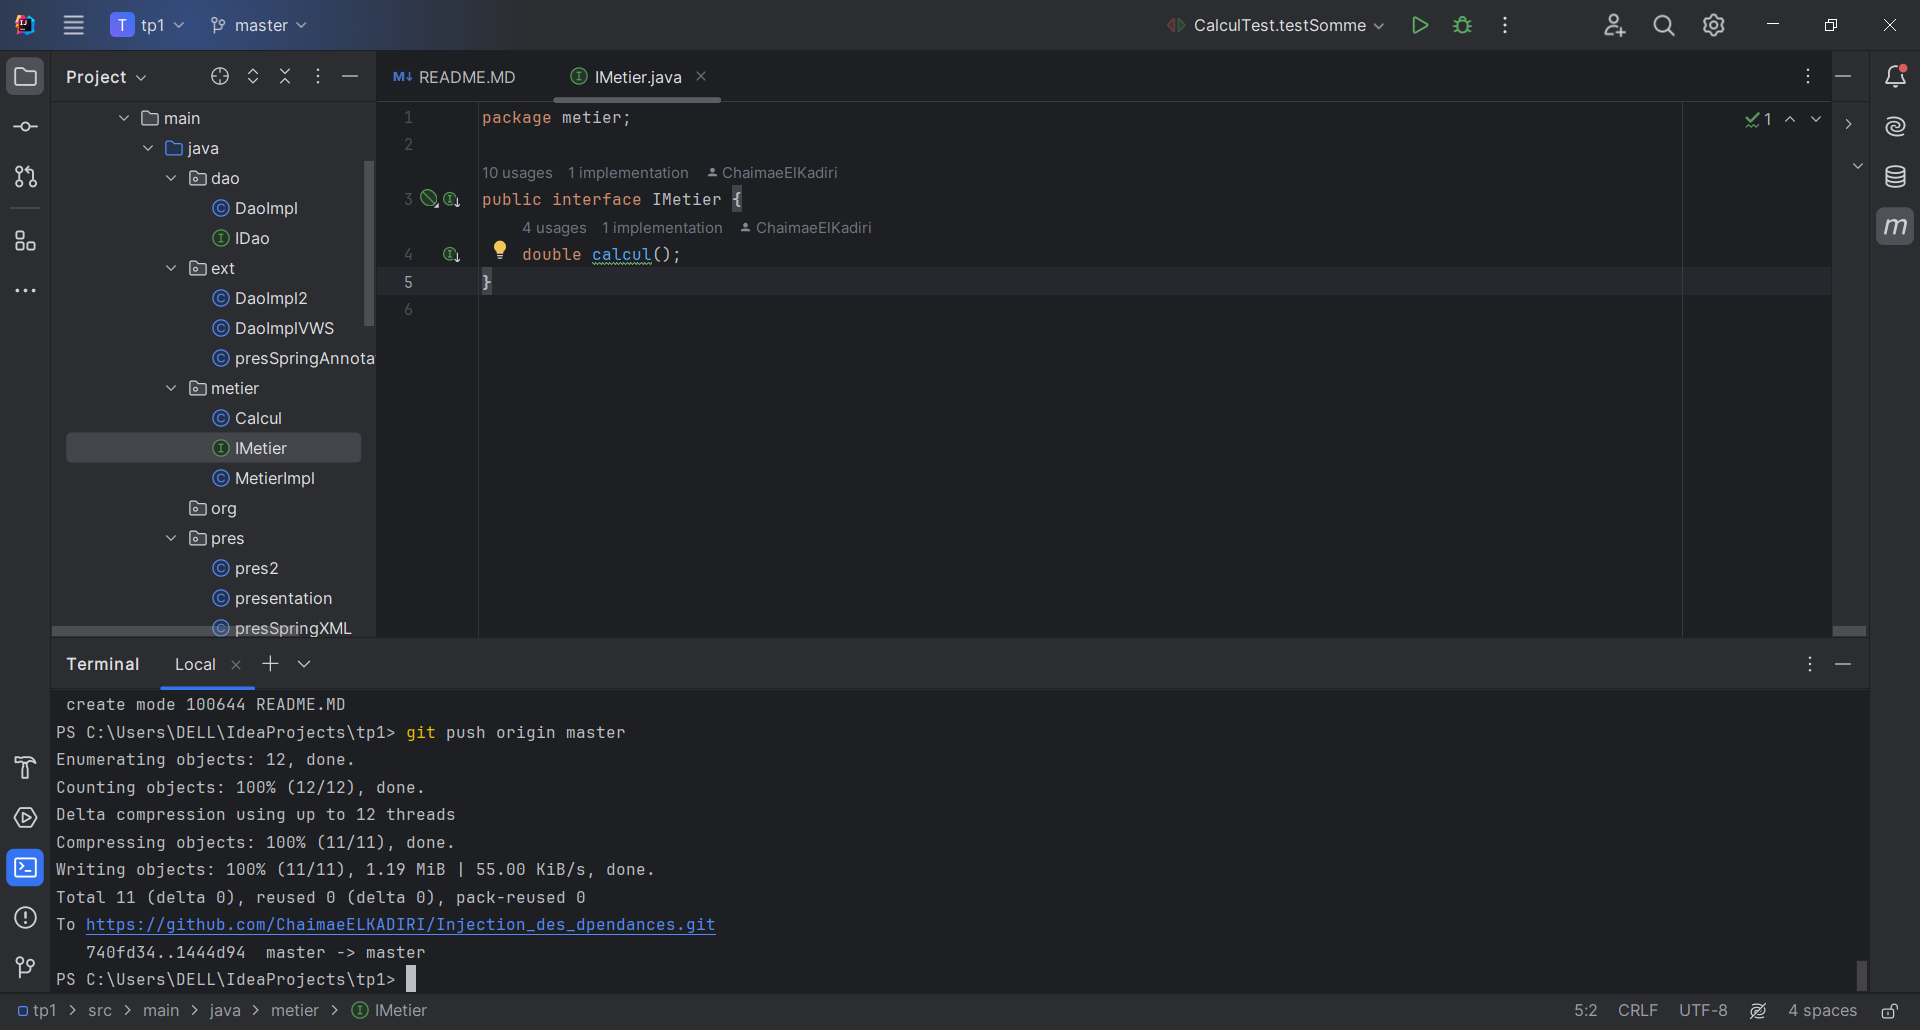 T tp1 master CalculTest.testSomme
Project
README.MD
IMetier.java
main
java
dao
DaoImpl
IDao
ext
DaoImpl2
DaoImplVWS
presSpringAnnota
metier
Calcul
IMetier
MetierImpl
org
pres
pres2
presentation
presSpringXML
1 package metier;
1
2
10 usages 1 implementation ChaimaeElKadiri
3 public interface IMetier {
4 usages 1 implementation ChaimaeElKadiri
4 double calcul();
5 }
6
m
Terminal Local
create mode 100644 README.MD
PS C:\Users\DELL\IdeaProjects\tp1> git push origin master
Enumerating objects: 12, done.
Counting objects: 100% (12/12), done.
Delta compression using up to 12 threads
Compressing objects: 100% (11/11), done.
Writing objects: 100% (11/11), 1.19 MiB | 55.00 KiB/s, done.
Total 11 (delta 0), reused 0 (delta 0), pack-reused 0
To https://github.com/ChaimaeELKADIRI/Injection_des_dpendances.git
740fd34..1444d94 master -> master
PS C:\Users\DELL\IdeaProjects\tp1>
tp1 > src > main > java > metier > IMetier 5:2 CRLF UTF-8 4 spaces